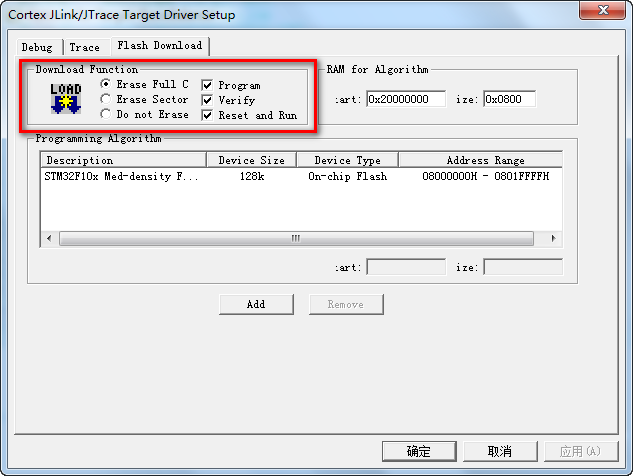 Cortex JLink/JTrace Target Driver Setup
Debug Trace Flash Download
Download Function
LOAD
Erase Full C
Erase Sector
Do not Erase
Program
Verify
Reset and Run
RAM for Algorithm
art: 0x20000000 ize: 0x0800
Programming Algorithm
Description Device Size Device Type Address Range
STM32F10x Med-density F... 128k On-chip Flash 08000000H - 0801FFFFH
art: ize:
Add Remove
确定 取消 应用(A)